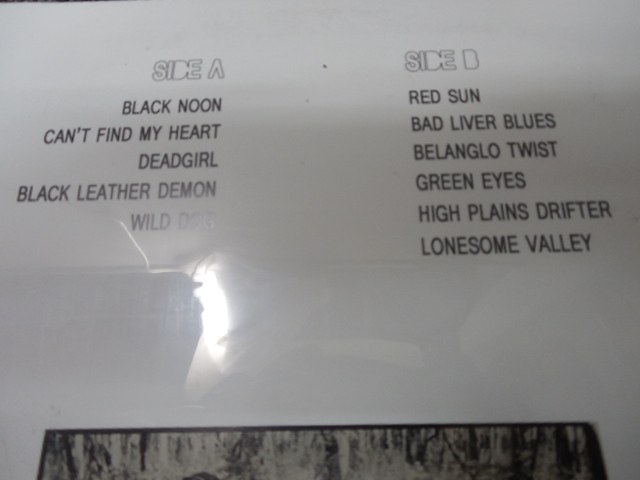 SIDE A
BLACK NOON
CAN'T FIND MY HEART
DEADGIRL
BLACK LEATHER DEMON
WILD
SIDE B
RED SUN
BAD LIVER BLUES
BELANGLO TWIST
GREEN EYES
HIGH PLAINS DRIFTER
LONESOME VALLEY